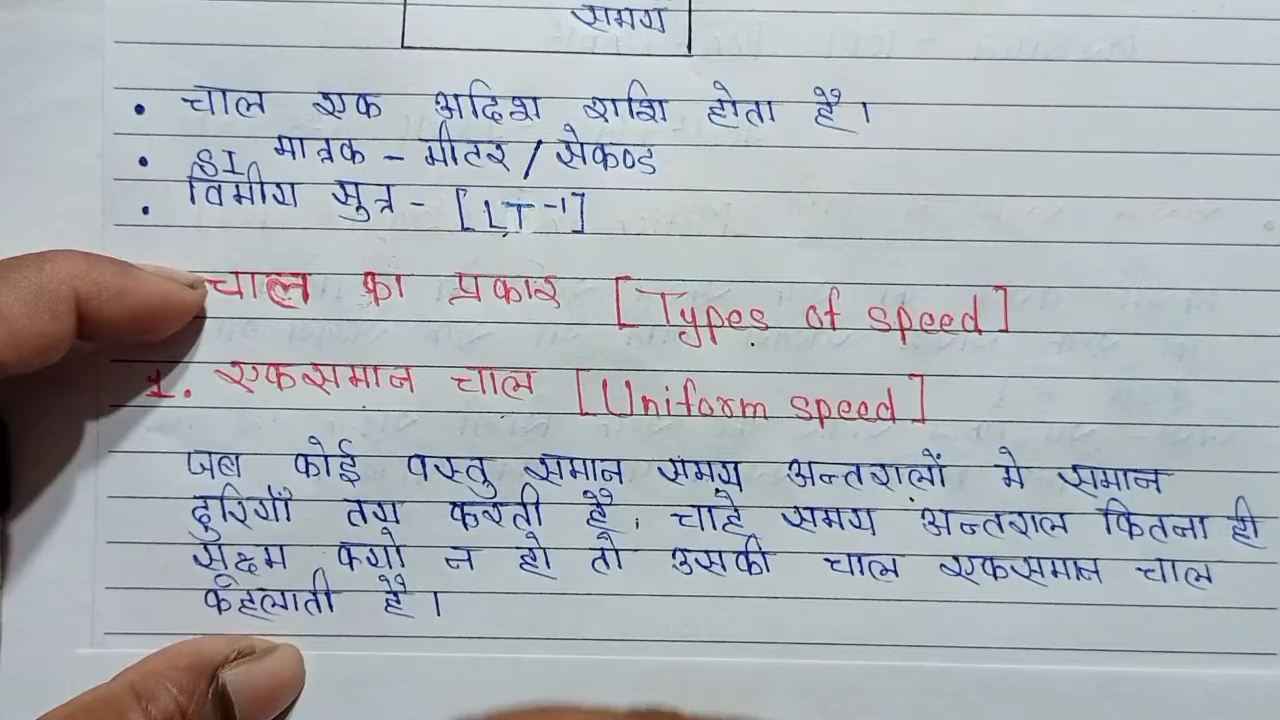 समय
• चाल एक अदिश राशि होता है।
• SI मात्रक - मीटर / सेकण्ड
• विमीय सुत्र - [LT⁻¹]
चाल का प्रकार [Types of speed]
1. एकसमान चाल [Uniform speed]
जब कोई वस्तु समान समय अन्तरालों मे समान
दुरियाँ तय करती है, चाहे समय अन्तराल कितना ही
सूक्ष्म क्यो न हो तो उसकी चाल एकसमान चाल
कहलाती है।